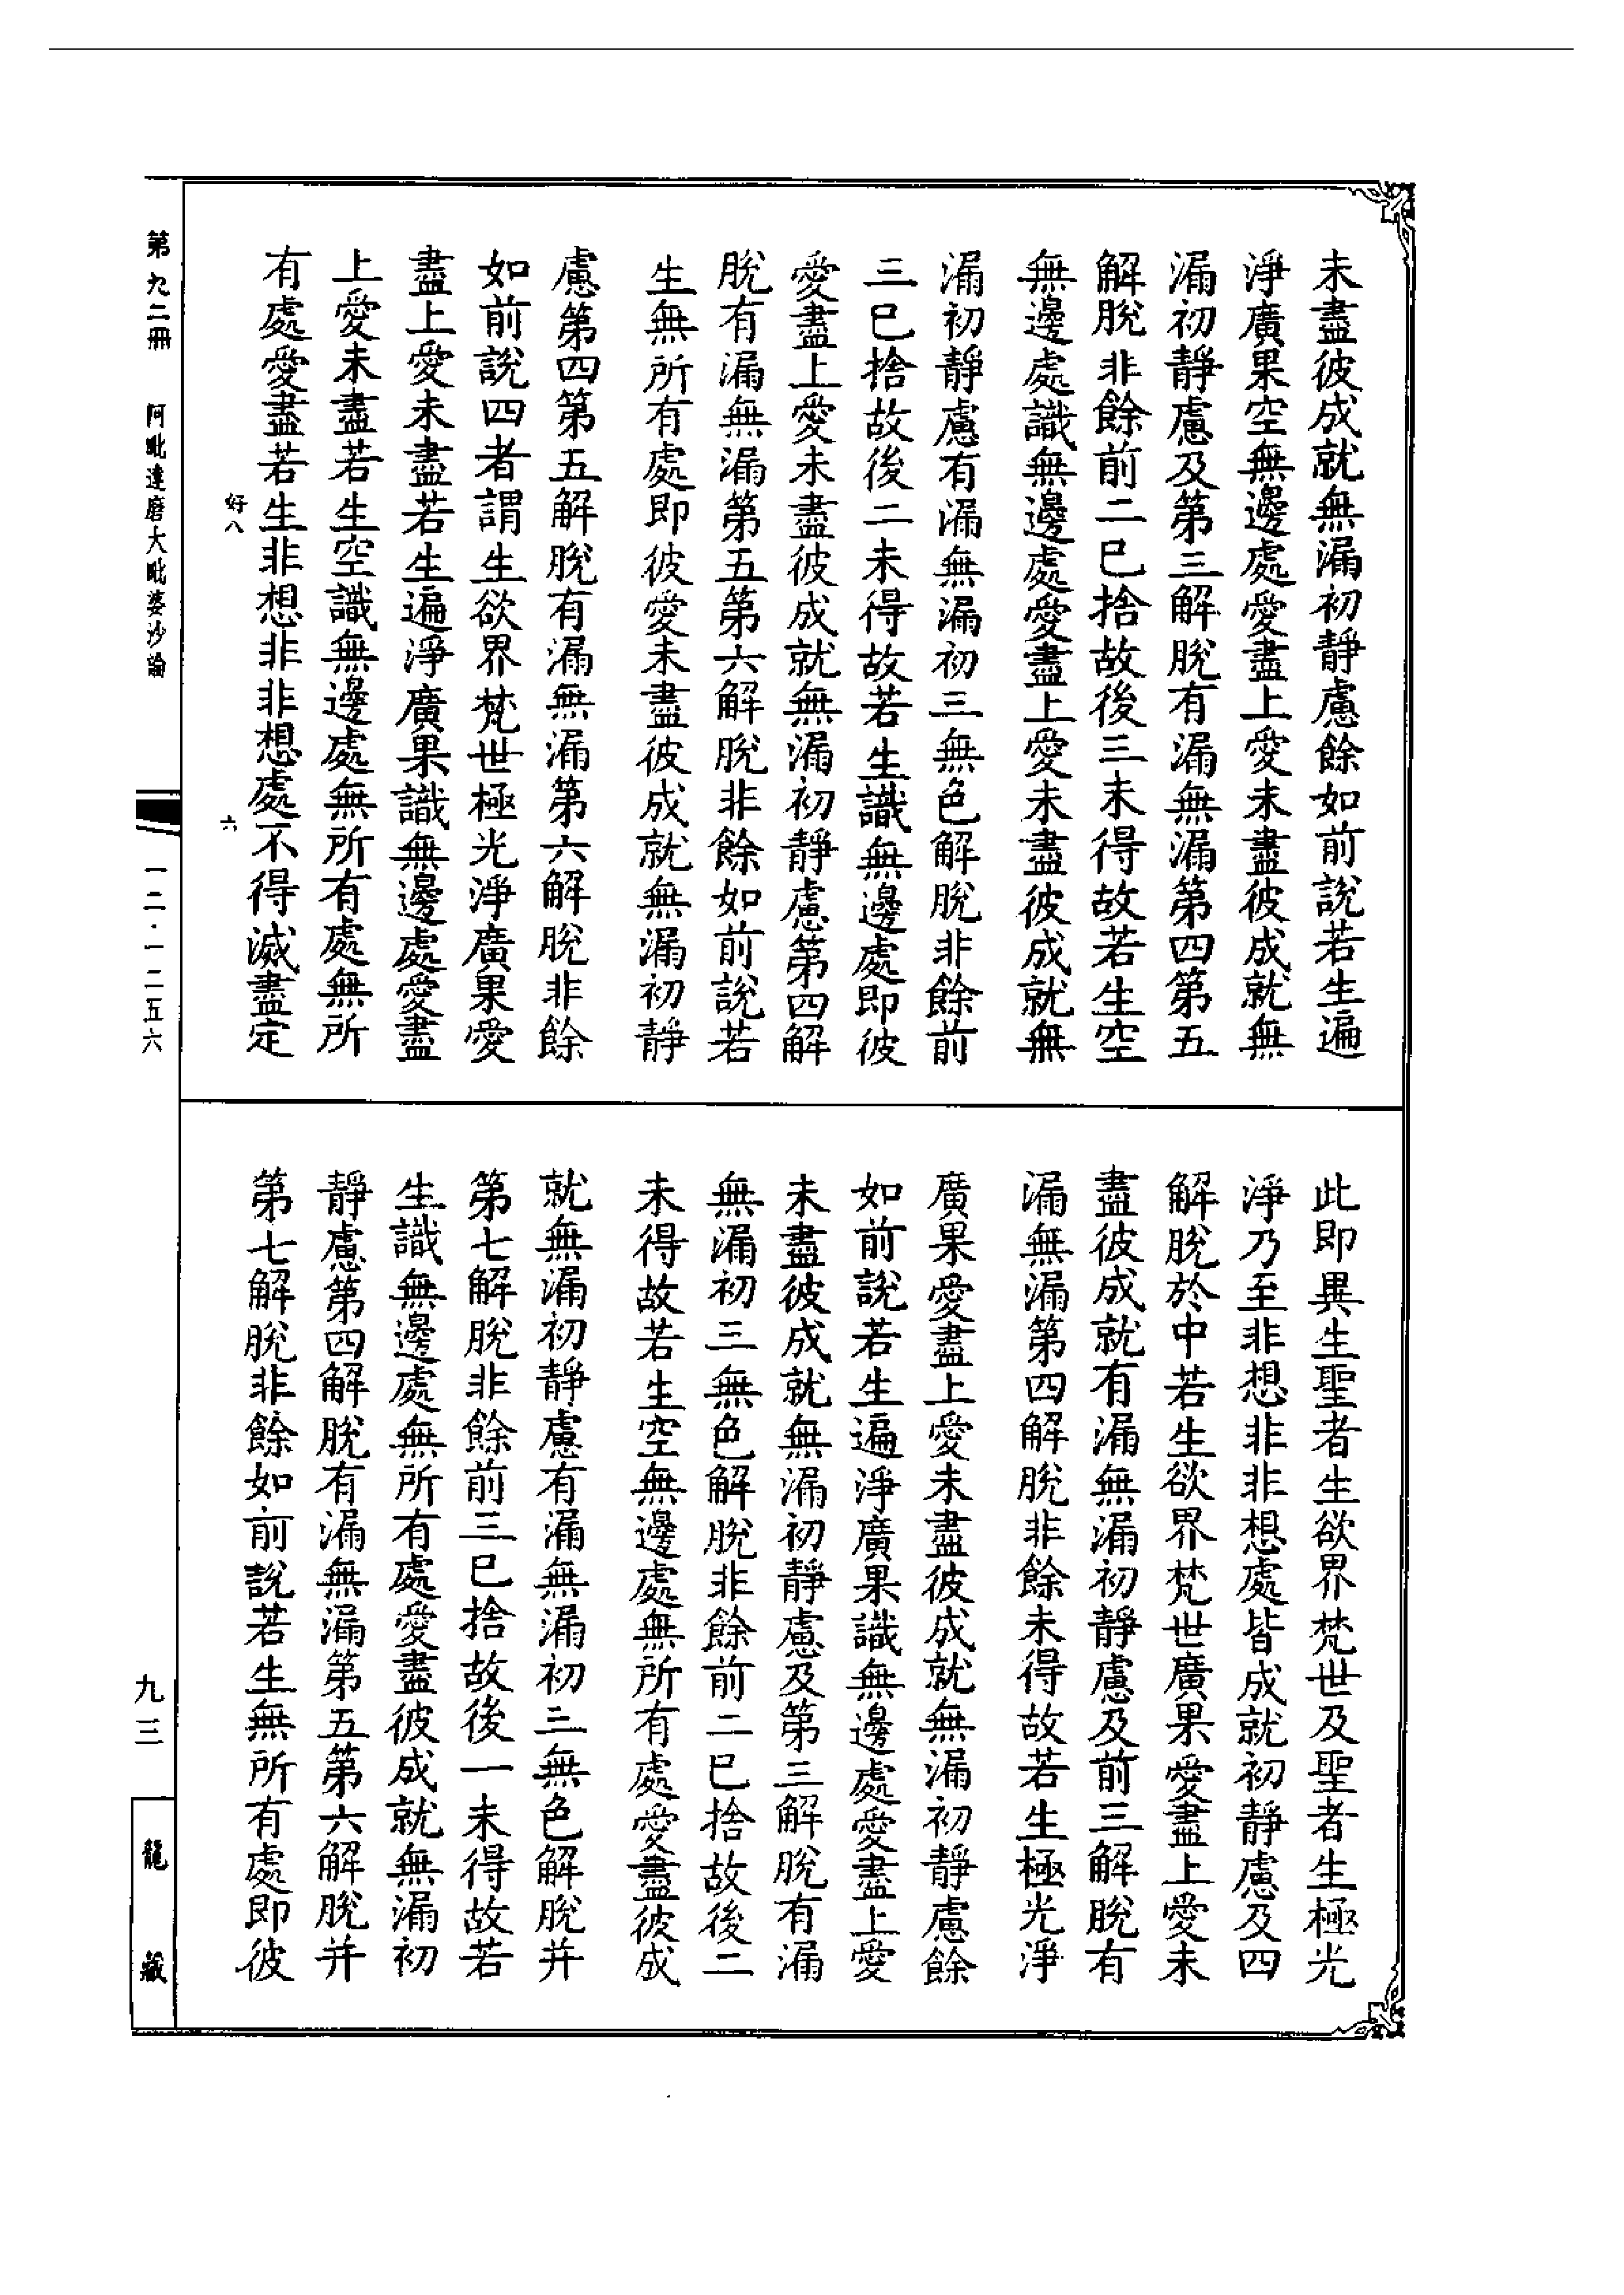 未盡彼成就無漏初靜慮餘如前說若生遍
淨廣果空無邊處愛盡上愛未盡彼成就無
漏初靜慮及第三解脫有漏無漏第四第五
解脫非餘前二已捨故後三未得故若生空
無邊處識無邊處愛盡上愛未盡彼成就無
漏初靜慮有漏無漏初三無色解脫非餘前
三已捨故後二未得故若生識無邊處即彼
愛盡上愛未盡彼成就無漏初靜慮第四解
脫有漏無漏第五第六解脫非餘如前說若
生無所有處即彼愛未盡彼成就無漏初靜
慮第四第五解脫有漏無漏第六解脫非餘
如前說四者謂生欲界梵世極光淨廣果愛
盡上愛未盡若生遍淨廣果識無邊處愛盡
上愛未盡若生空識無邊處無所有處無所
有處愛盡若生非想非非想處不得滅盡定
好八
六
此即異生聖者生欲界梵世及聖者生極光
淨乃至非想非非想處皆成就初靜慮及四
解脫於中若生欲界梵世廣果愛盡上愛未
盡彼成就有漏無漏初靜慮及前三解脫有
漏無漏第四解脫非餘未得故若生極光淨
廣果愛盡上愛未盡彼成就無漏初靜慮餘
如前說若生遍淨廣果識無邊處愛盡上愛
未盡彼成就無漏初靜慮及第三解脫有漏
無漏初三無色解脫非餘前二已捨故後二
未得故若生空無邊處無所有處愛盡彼成
就無漏初靜慮有漏無漏初三無色解脫并
第七解脫非餘前三已捨故後一未得故若
生識無邊處無所有處愛盡彼成就無漏初
靜慮第四解脫有漏無漏第五第六解脫并
第七解脫非餘如前說若生無所有處即彼
第九二冊　阿毗達磨大毗婆沙論
一二·一二五六
九三
龍藏